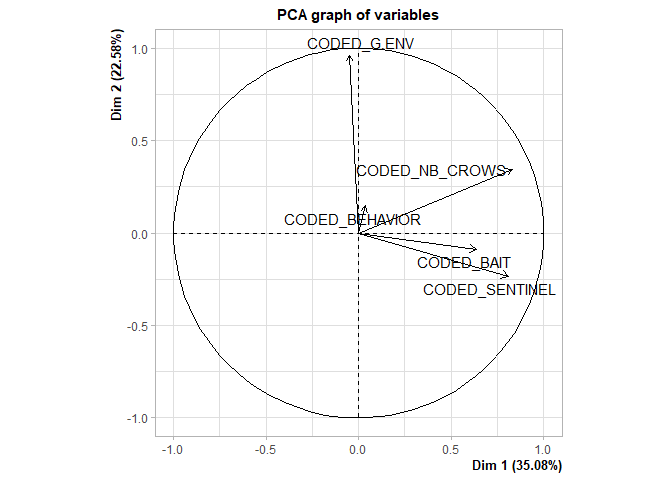 PCA graph of variables
Dim 2 (22.58%)
1.0
0.5
0.0
-0.5
-1.0
CODED_G.ENV
CODED_NB_CROWS
CODED_BEHAVIOR
CODED_BAIT
CODED_SENTINEL
-1.0 -0.5 0.0 0.5 1.0
Dim 1 (35.08%)